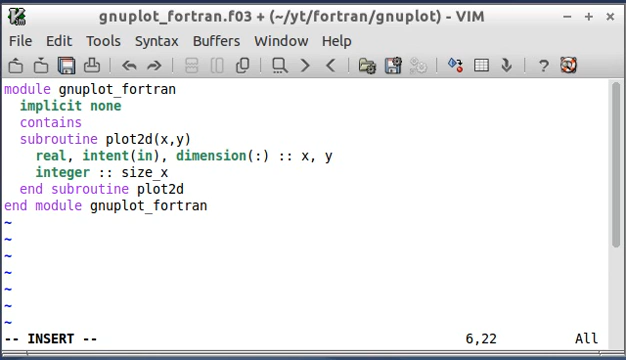 gnuplot_fortran.f03 + (~/yt/fortran/gnuplot) - VIM
File Edit Tools Syntax Buffers Window Help
module gnuplot_fortran
  implicit none
  contains
  subroutine plot2d(x,y)
    real, intent(in), dimension(:) :: x, y
    integer :: size_x
  end subroutine plot2d
end module gnuplot_fortran
~
~
~
~
~
~
~
-- INSERT -- 6,22 All